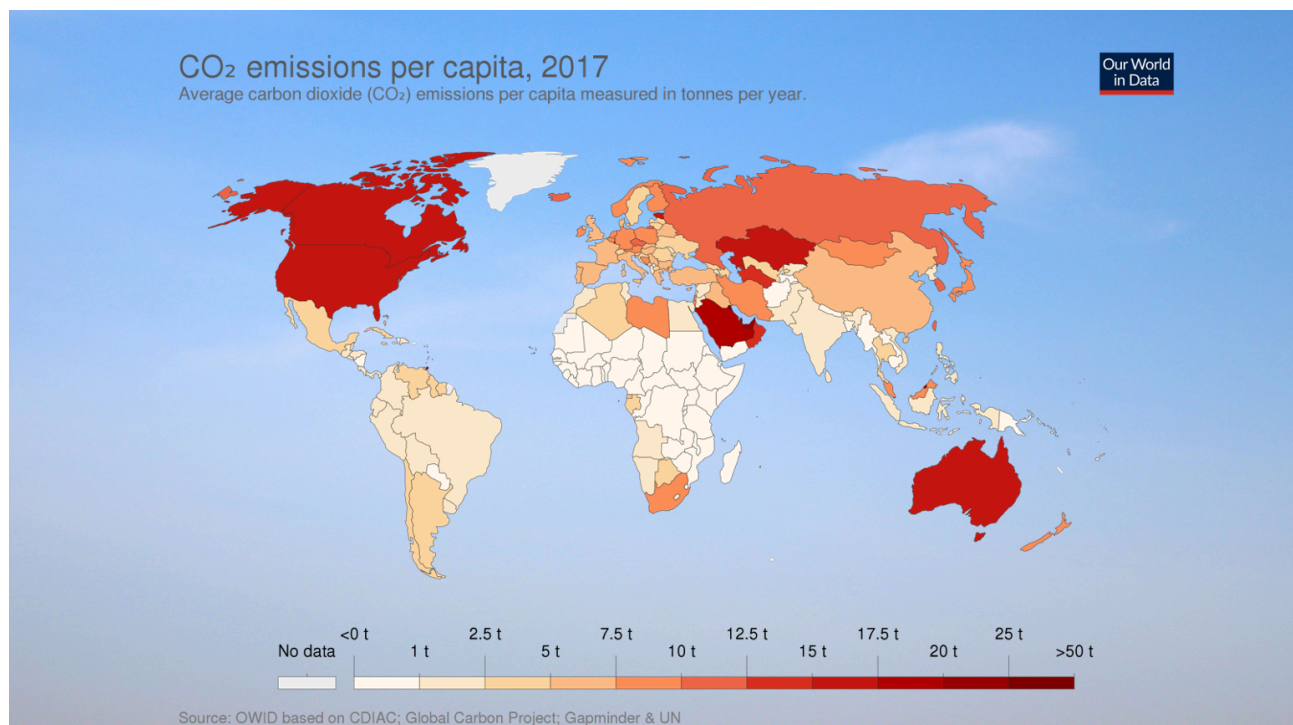 CO₂ emissions per capita, 2017
Average carbon dioxide (CO₂) emissions per capita measured in tonnes per year.
Our World
in Data
<0 t 2.5 t 7.5 t 12.5 t 17.5 t 25 t
No data 1 t 5 t 10 t 15 t 20 t >50 t
Source: OWID based on CDIAC; Global Carbon Project; Gapminder & UN